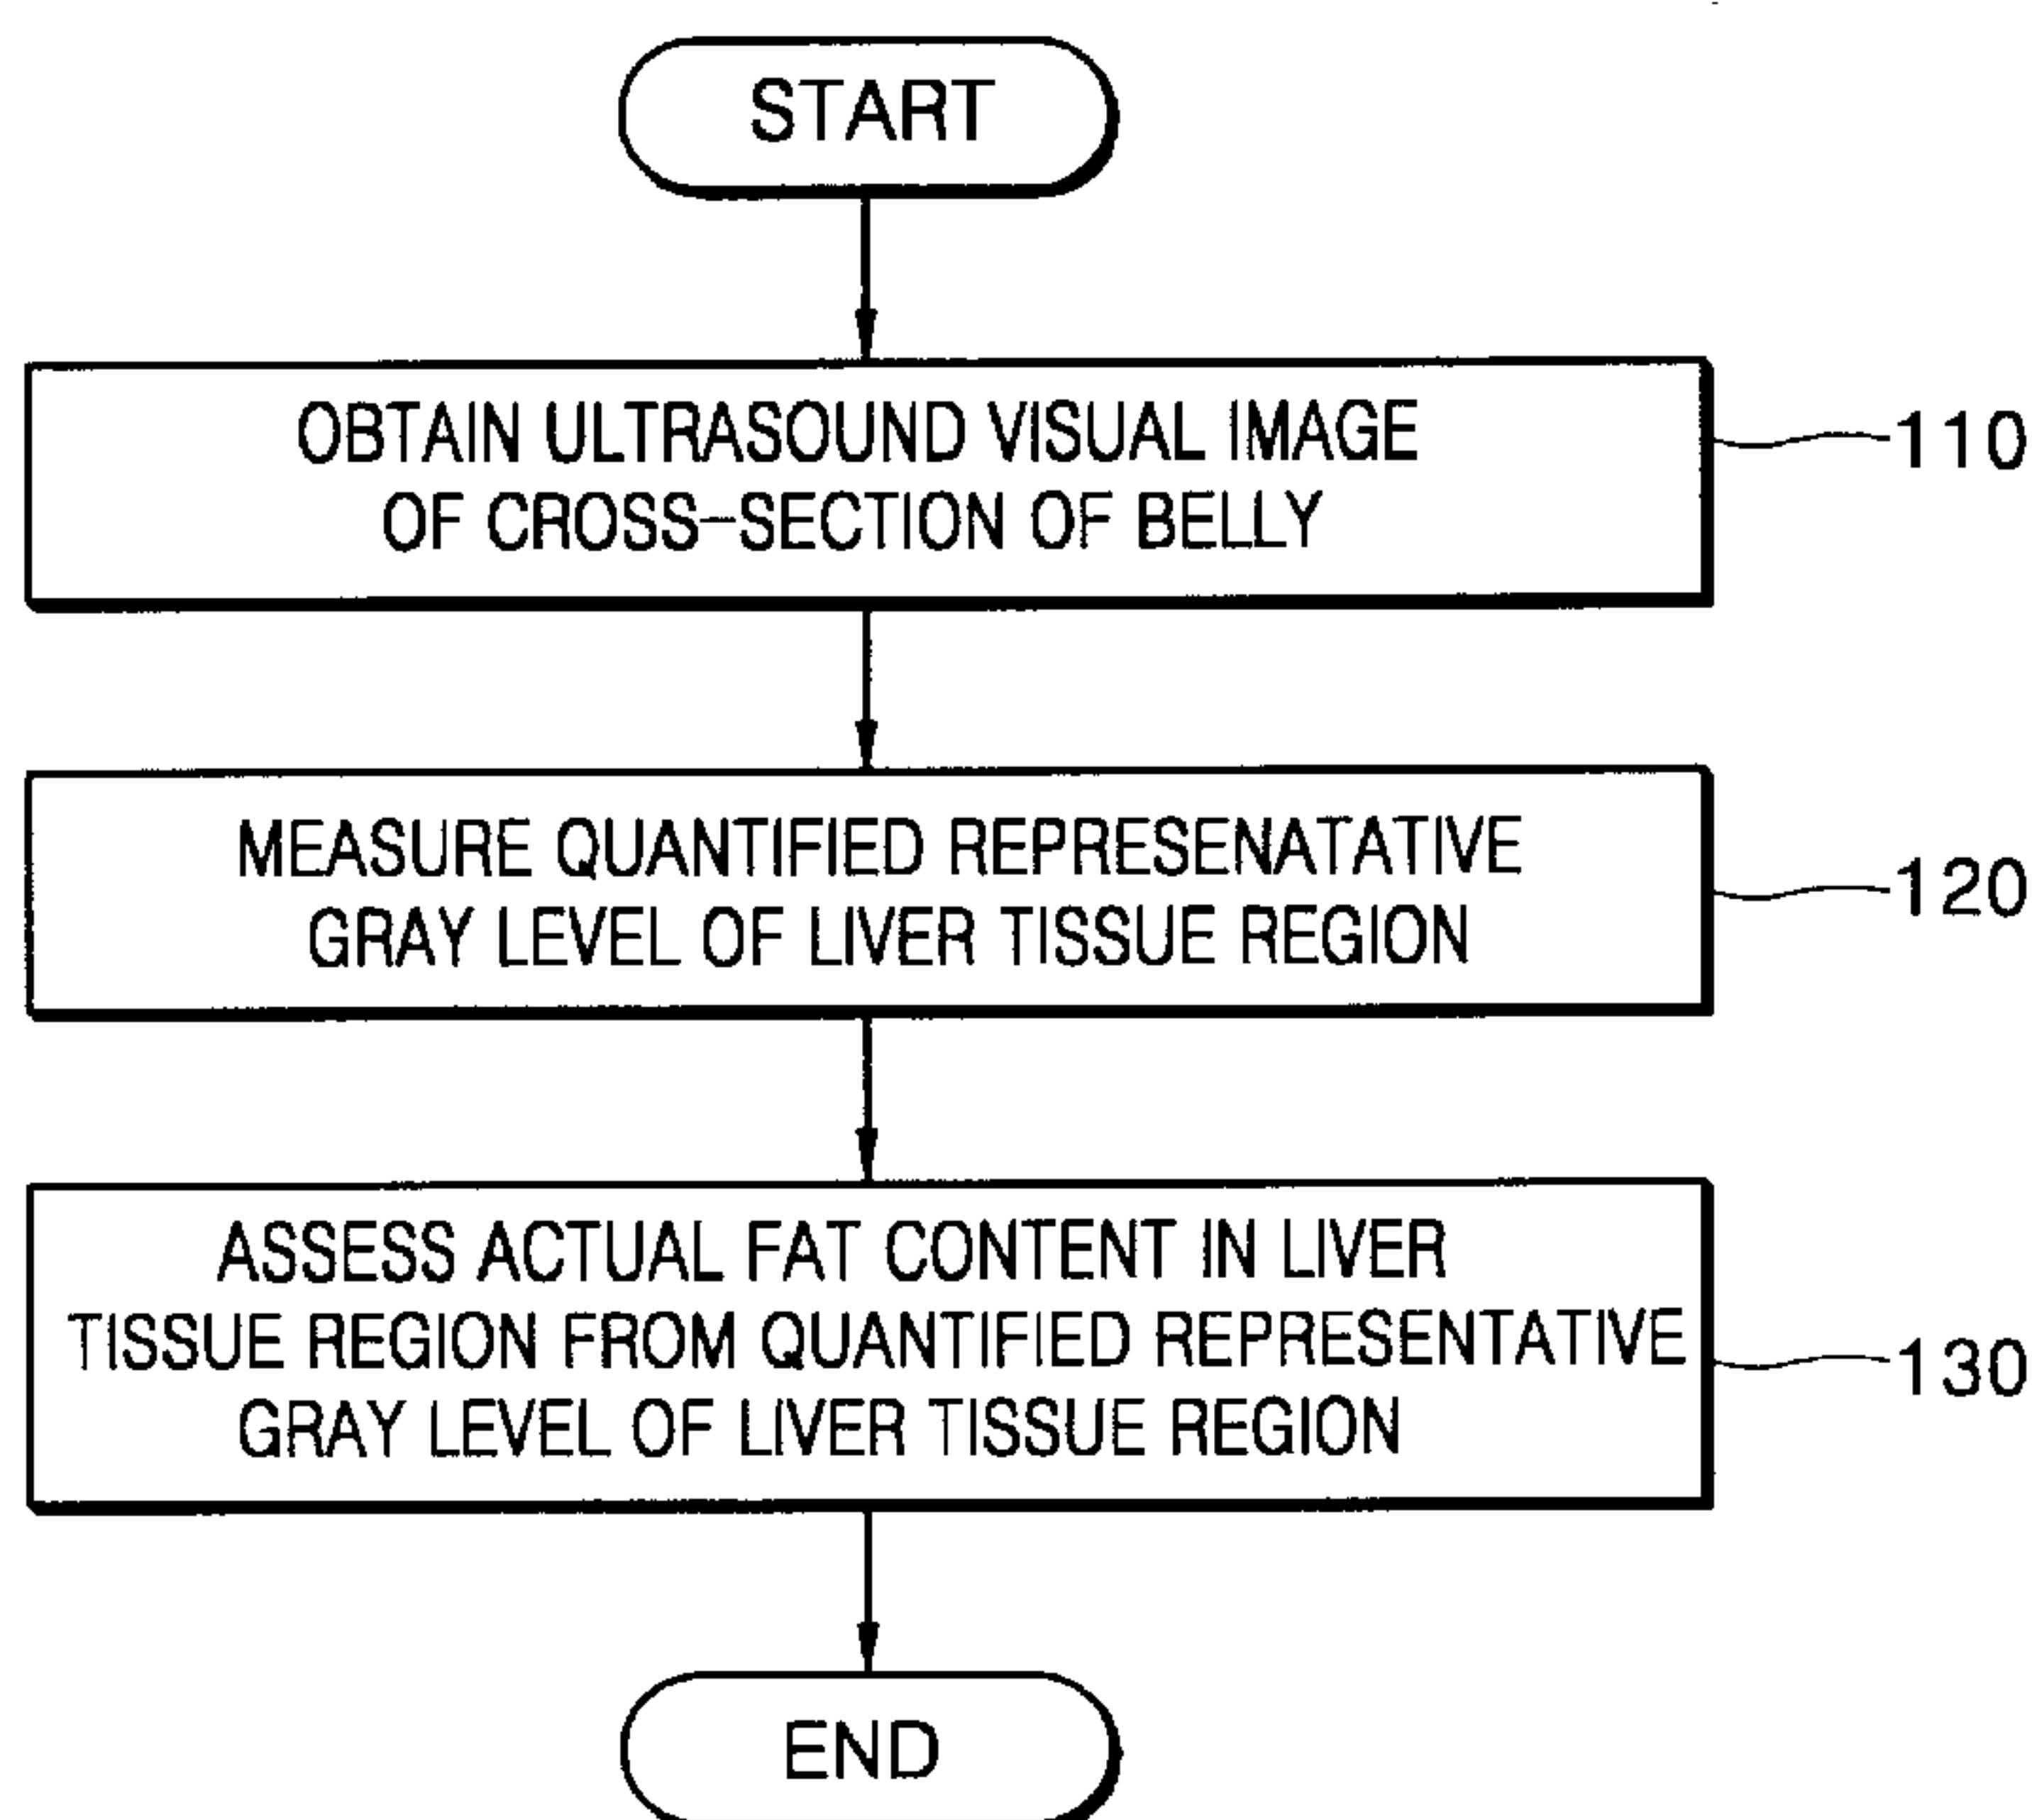 START
OBTAIN ULTRASOUND VISUAL IMAGE
OF CROSS-SECTION OF BELLY
110
MEASURE QUANTIFIED REPRESENATATIVE
GRAY LEVEL OF LIVER TISSUE REGION
120
ASSESS ACTUAL FAT CONTENT IN LIVER
TISSUE REGION FROM QUANTIFIED REPRESENTATIVE
GRAY LEVEL OF LIVER TISSUE REGION
130
END